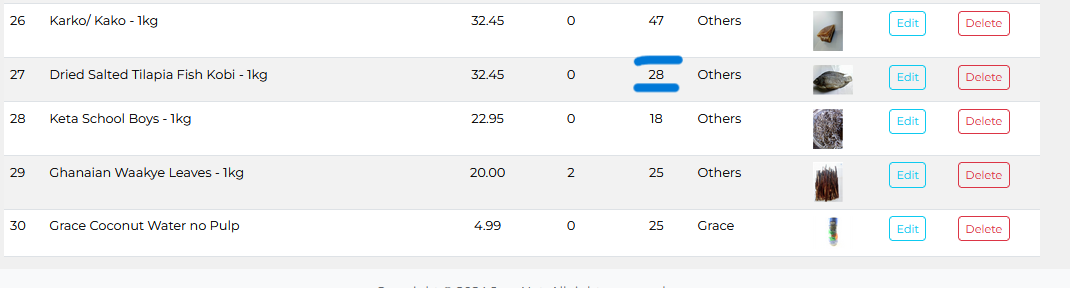 26 Karko/ Kako - 1kg 32.45 0 47 Others Edit Delete
27 Dried Salted Tilapia Fish Kobi - 1kg 32.45 0 28 Others Edit Delete
28 Keta School Boys - 1kg 22.95 0 18 Others Edit Delete
29 Ghanaian Waakye Leaves - 1kg 20.00 2 25 Others Edit Delete
30 Grace Coconut Water no Pulp 4.99 0 25 Grace Edit Delete